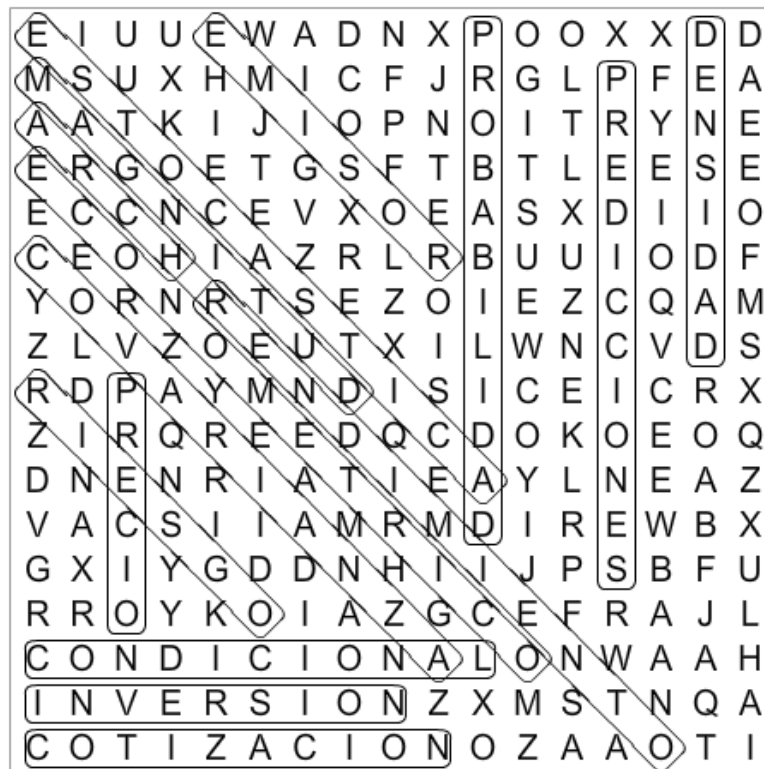 E I U U E W A D N X P O O X X D D
M S U X H M I C F J R G L P F E A
A A T K I J I O P N O I T R Y N E
E R G O E T G S F T B T L E E S E
E C C N C E V X O E A S X D I I O
C E O H I A Z R L R B U U I O D F
Y O R N R T S E Z O I E Z C Q A M
Z L V Z O E U T X I L W N C V D S
R D P A Y M N D I S I C E I C R X
Z I R Q R E E D Q C D O K O E O Q
D N E N R I A T I E A Y L N E A Z
V A C S I I A M R M D I R E W B X
G X I Y G D D N H I I J P S B F U
R R O Y K O I A Z G C E F R A J L
C O N D I C I O N A L O N W A A H
I N V E R S I O N Z X M S T N Q A
C O T I Z A C I O N O Z A A O T I